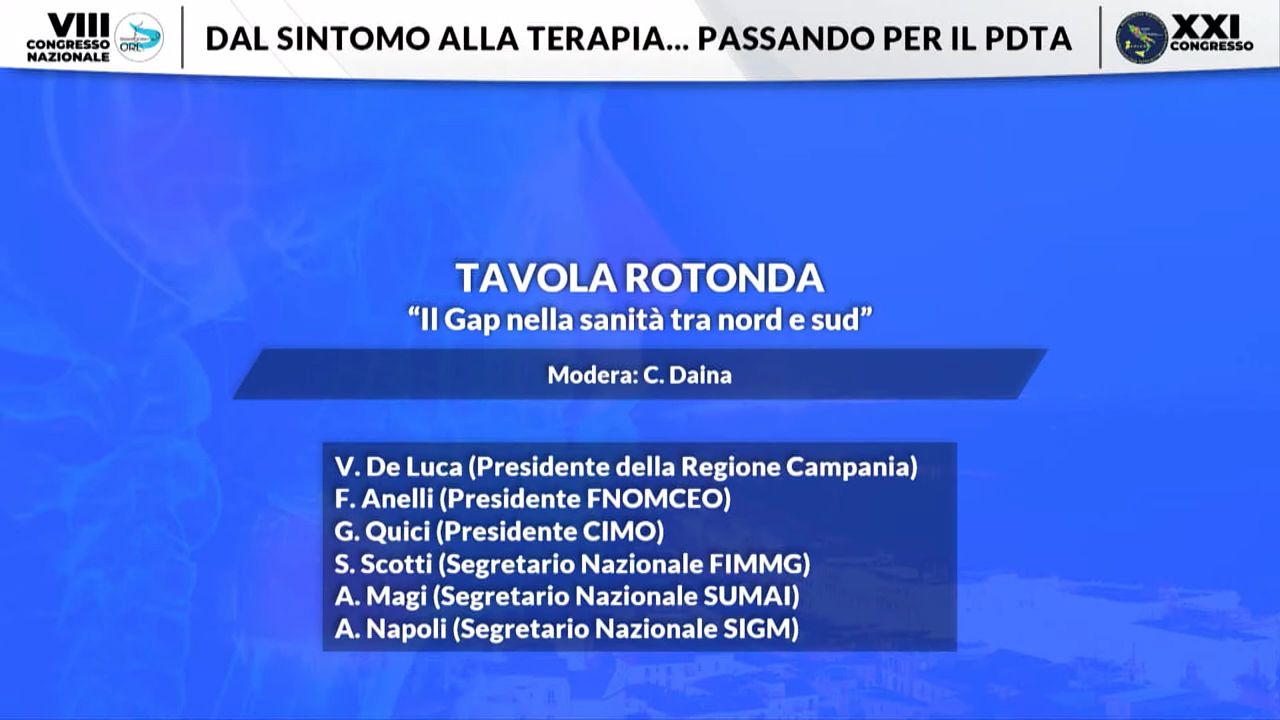 VIII
CONGRESSO
NAZIONALE
ORL
DAL SINTOMO ALLA TERAPIA... PASSANDO PER IL PDTA
XXI
CONGRESSO
TAVOLA ROTONDA
“Il Gap nella sanità tra nord e sud”
Modera: C. Daina
V. De Luca (Presidente della Regione Campania)
F. Anelli (Presidente FNOMCEO)
G. Quici (Presidente CIMO)
S. Scotti (Segretario Nazionale FIMMG)
A. Magi (Segretario Nazionale SUMAI)
A. Napoli (Segretario Nazionale SIGM)